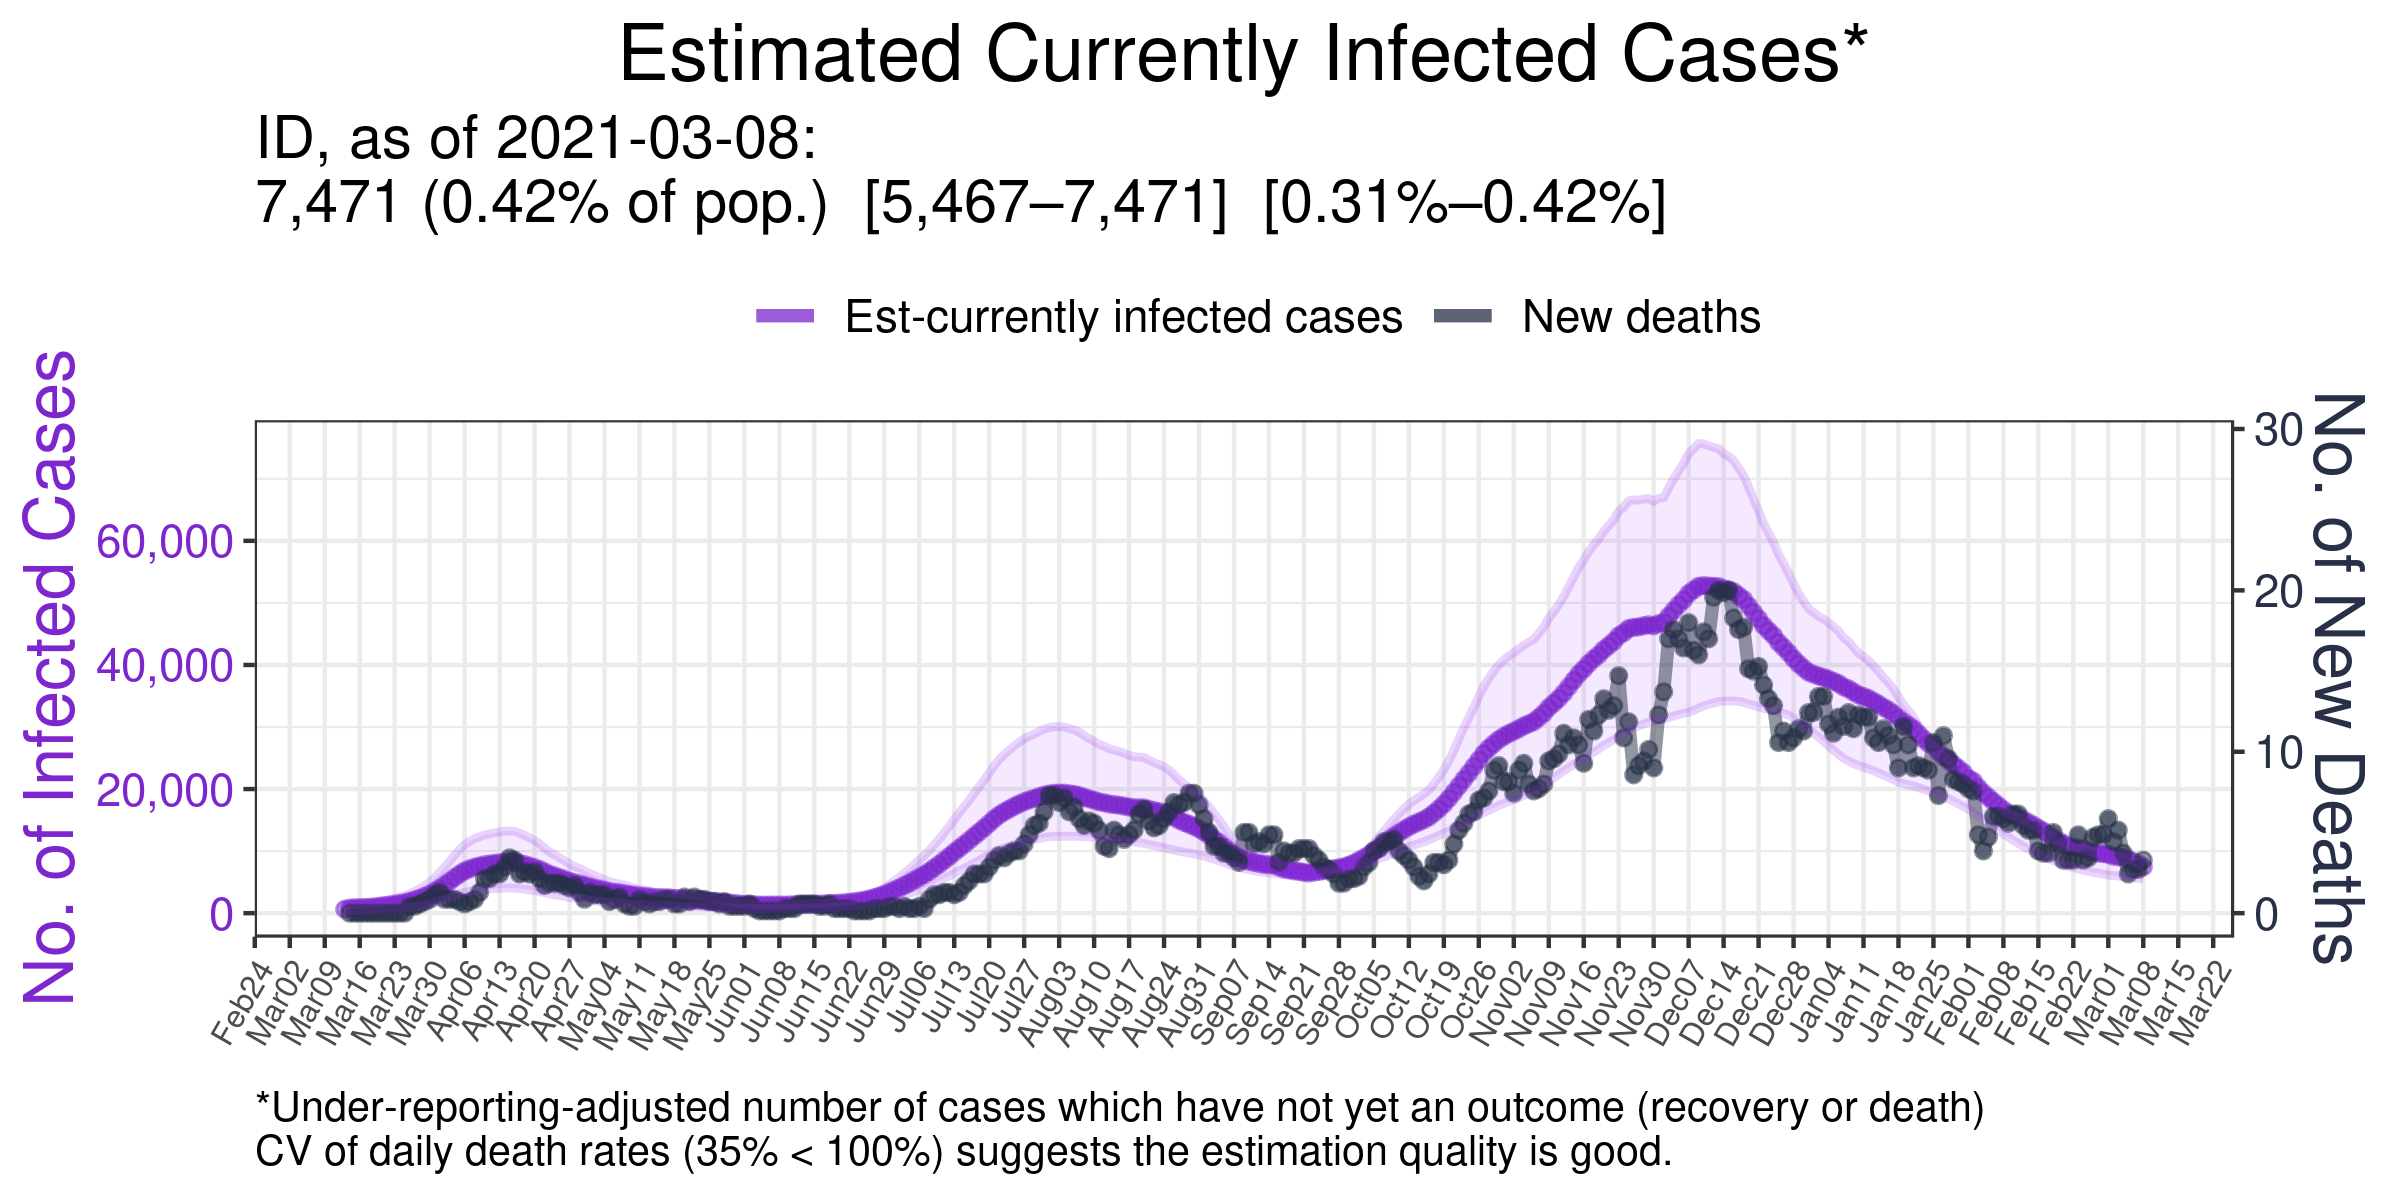 Estimated Currently Infected Cases*
ID, as of 2021-03-08:
7,471 (0.42% of pop.)  [5,467–7,471]  [0.31%–0.42%]
Est-currently infected cases
New deaths
No. of Infected Cases
60,000
40,000
20,000
0
30
20
10
0
No. of New Deaths
Feb24
Mar02
Mar09
Mar16
Mar23
Mar30
Apr06
Apr13
Apr20
Apr27
May04
May11
May18
May25
Jun01
Jun08
Jun15
Jun22
Jun29
Jul06
Jul13
Jul20
Jul27
Aug03
Aug10
Aug17
Aug24
Aug31
Sep07
Sep14
Sep21
Sep28
Oct05
Oct12
Oct19
Oct26
Nov02
Nov09
Nov16
Nov23
Nov30
Dec07
Dec14
Dec21
Dec28
Jan04
Jan11
Jan18
Jan25
Feb01
Feb08
Feb15
Feb22
Mar01
Mar08
Mar15
Mar22
*Under-reporting-adjusted number of cases which have not yet an outcome (recovery or death)
CV of daily death rates (35% < 100%) suggests the estimation quality is good.